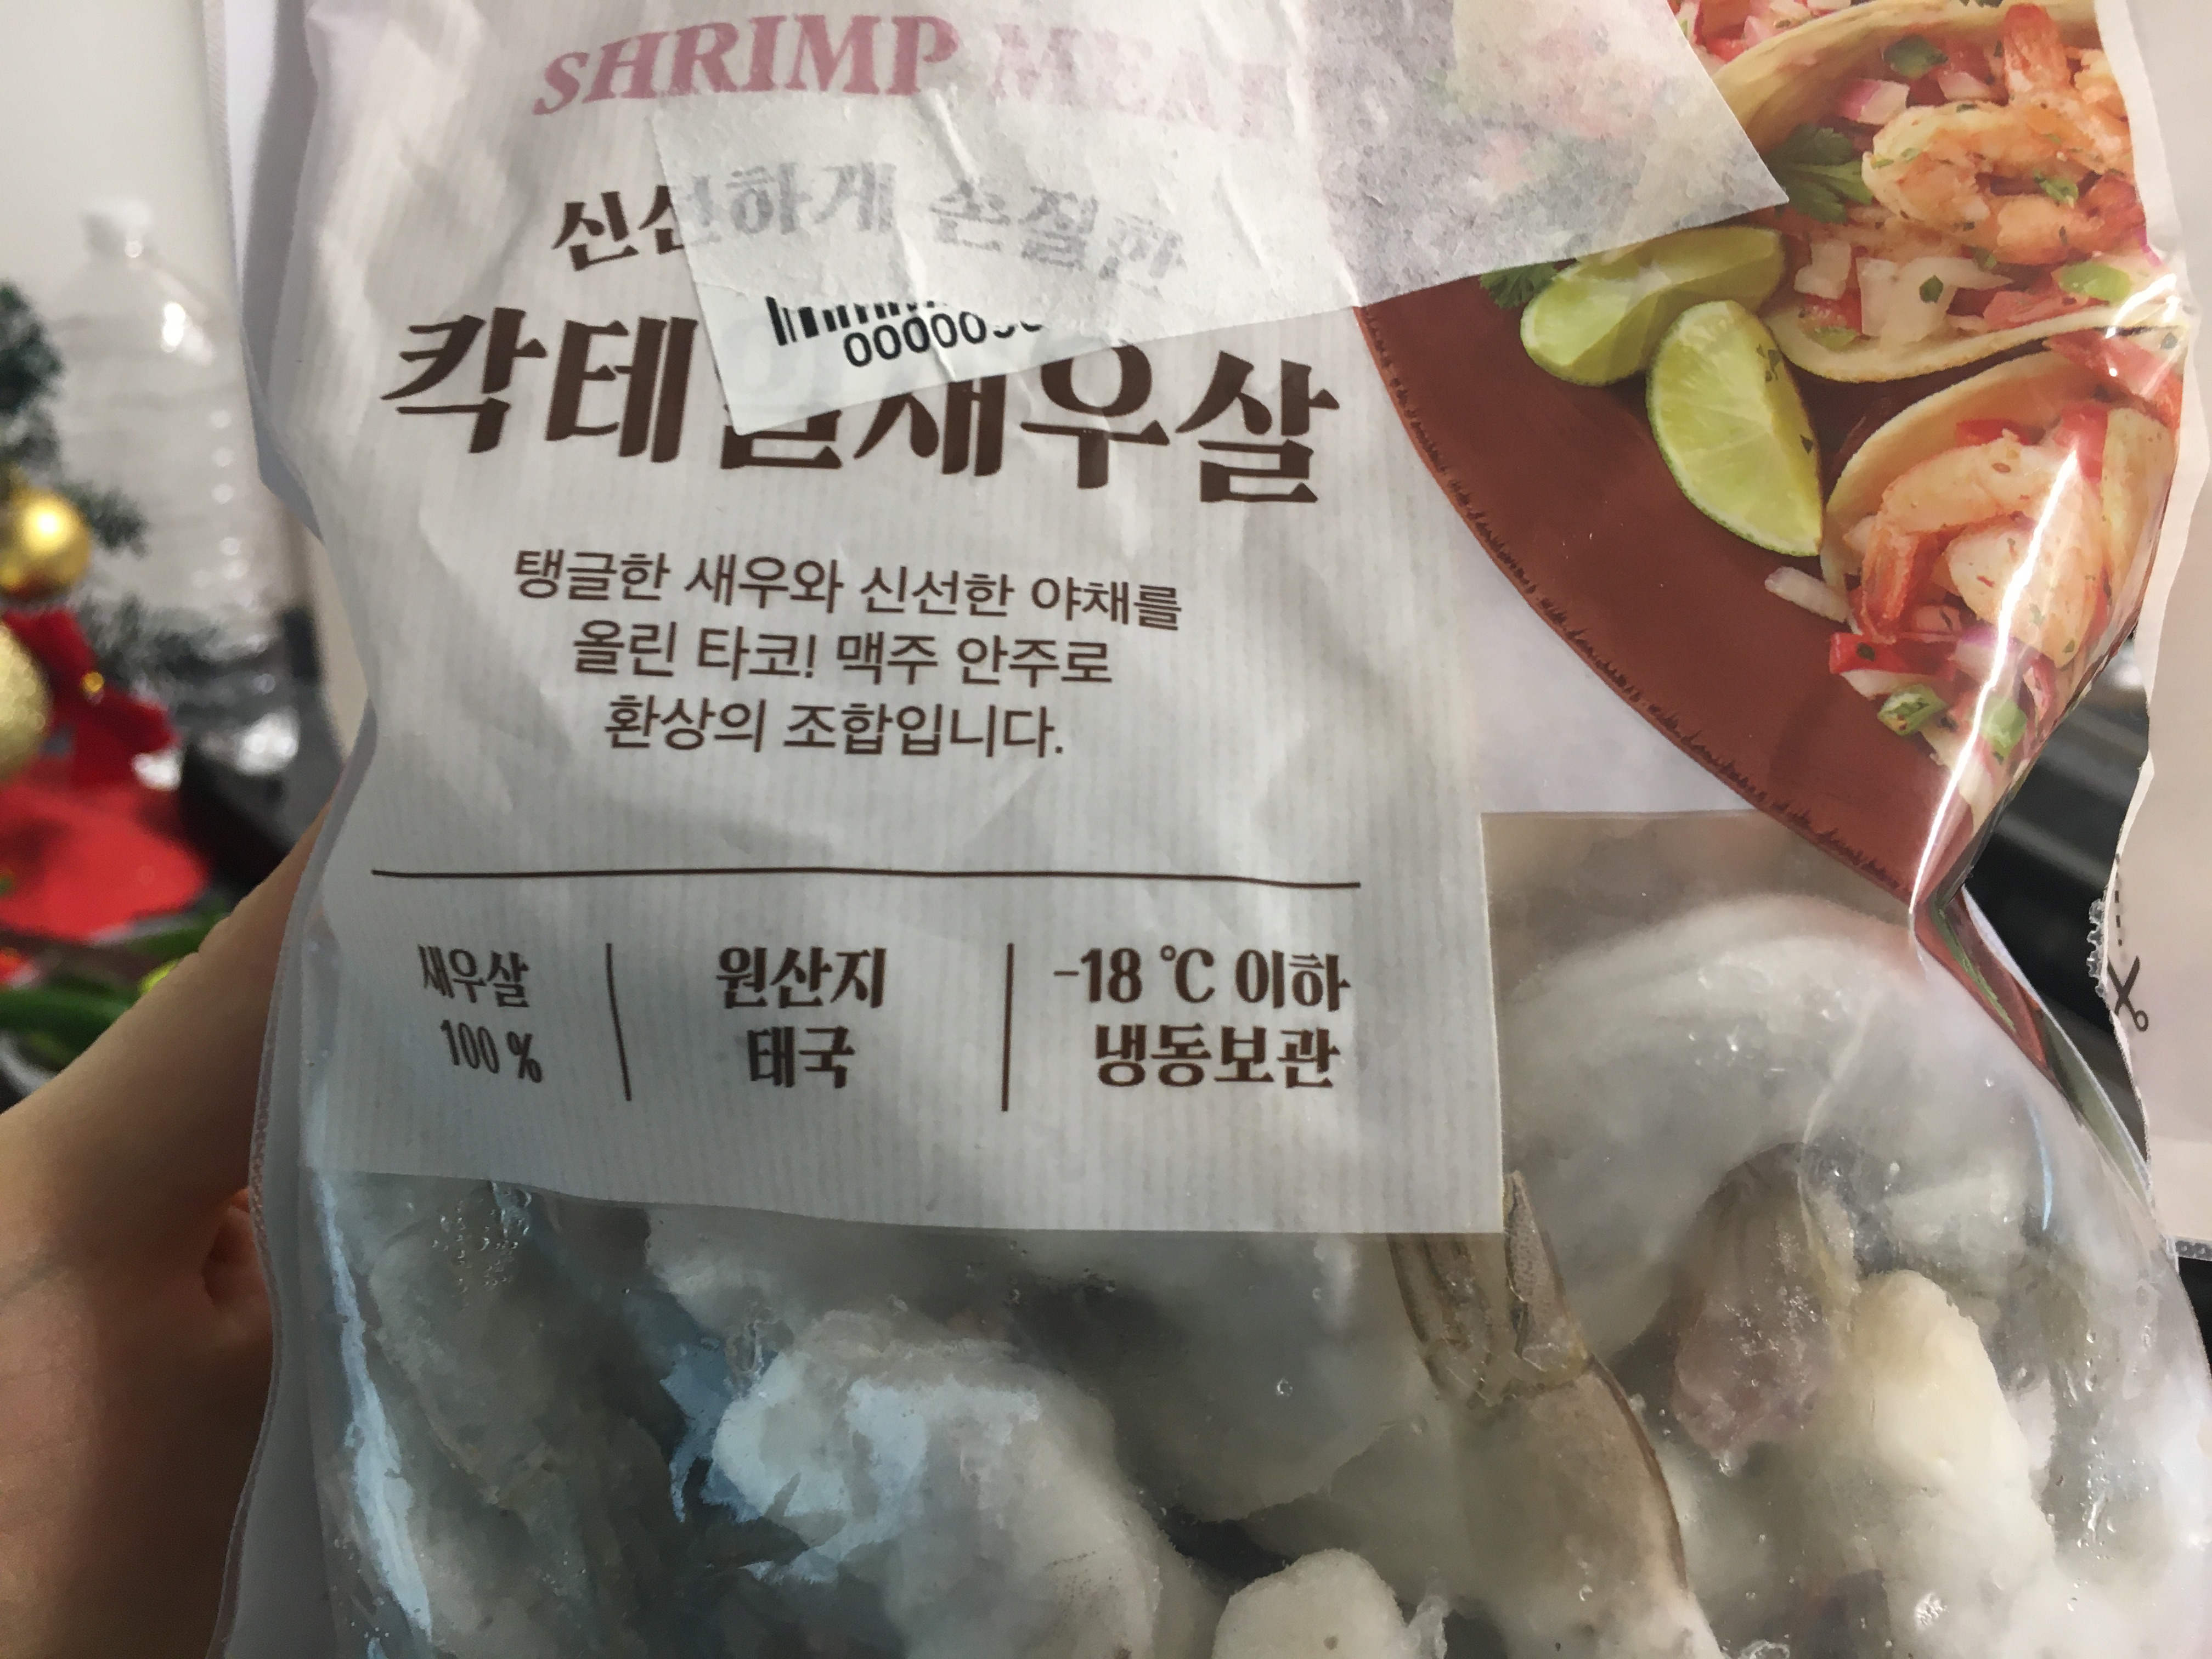 SHRIMP MEAT
신선하게 손질한
칵테일새우살
탱글한 새우와 신선한 야채를
올린 타코! 맥주 안주로
환상의 조합입니다.
새우살
100 %
원산지
태국
-18 ℃ 이하
냉동보관